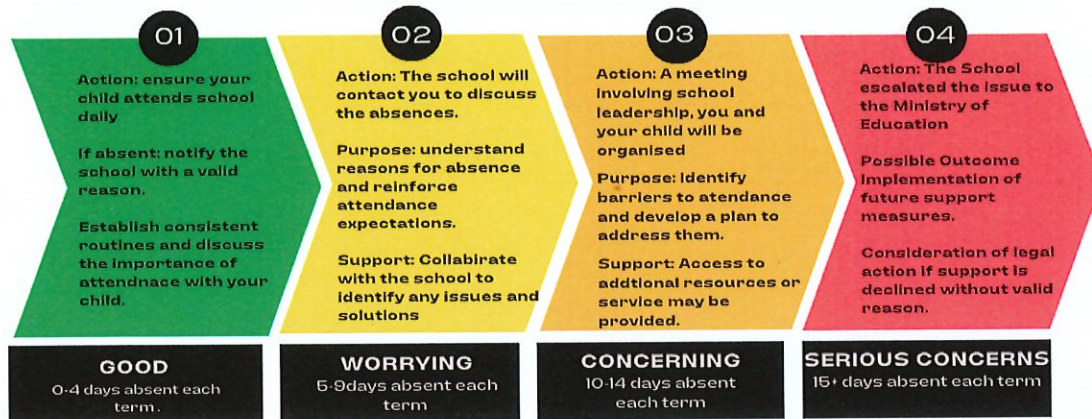 01
Action: ensure your
child attends school
daily
If absent: notify the
school with a valid
reason.
Establish consistent
routines and discuss
the importance of
attendnace with your
child.
GOOD
0-4 days absent each
term.
02
Action: The school will
contact you to discuss
the absences.
Purpose: understand
reasons for absence
and reinforce
attendance
expectations.
Support: Collabirate
with the school to
identify any issues and
solutions
WORRYING
5-9days absent each
term
03
Action: A meeting
involving school
leadership, you and
your child will be
organised
Purpose: Identify
barriers to atendance
and develop a plan to
address them.
Support: Access to
addtional resources or
service may be
provided.
CONCERNING
10-14 days absent
each term
04
Action: The School
escalated the issue to
the Ministry of
Education
Possible Outcome
Implementation of
future support
measures.
Consideration of legal
action if support is
declined without valid
reason.
SERIOUS CONCERNS
15+ days absent each term